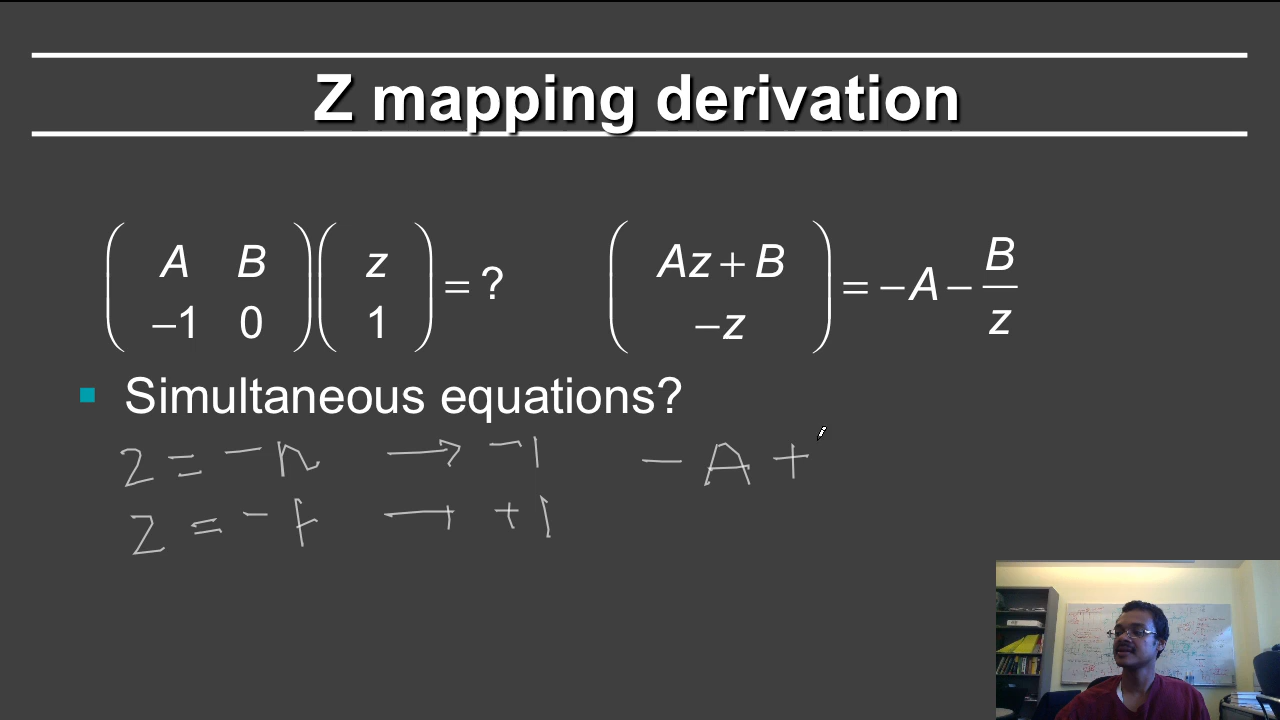 Z mapping derivation
( A B ) ( z ) = ? ( Az + B ) = −A − B/z
( −1 0 ) ( 1 ) ( −z )
Simultaneous equations?
z = −n → −1 −A +
z = −f → +1